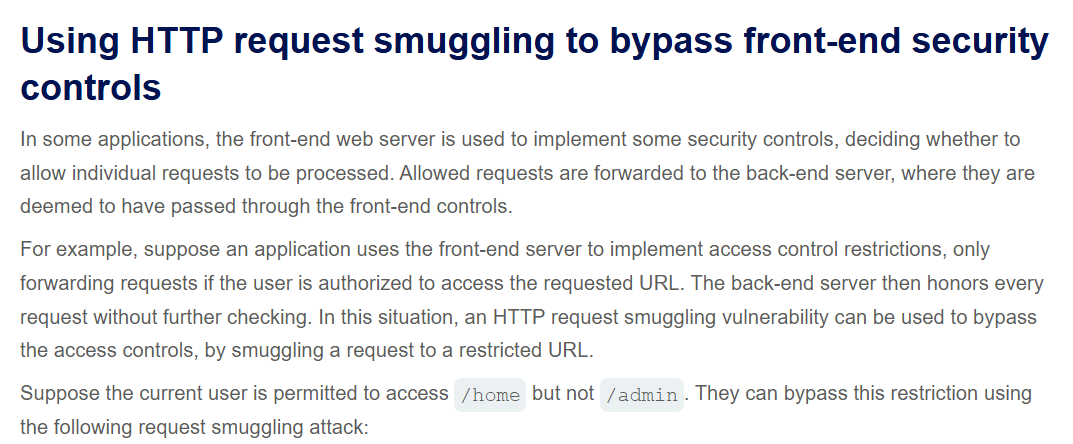 Using HTTP request smuggling to bypass front-end security
controls
In some applications, the front-end web server is used to implement some security controls, deciding whether to
allow individual requests to be processed. Allowed requests are forwarded to the back-end server, where they are
deemed to have passed through the front-end controls.
For example, suppose an application uses the front-end server to implement access control restrictions, only
forwarding requests if the user is authorized to access the requested URL. The back-end server then honors every
request without further checking. In this situation, an HTTP request smuggling vulnerability can be used to bypass
the access controls, by smuggling a request to a restricted URL.
Suppose the current user is permitted to access /home but not /admin. They can bypass this restriction using
the following request smuggling attack: